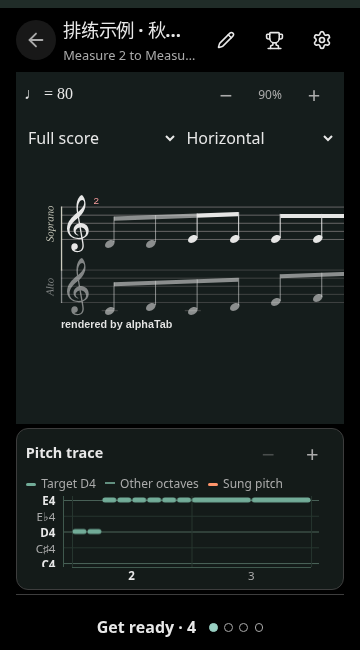 排练示例 · 秋...
Measure 2 to Measu...
♩ = 80
− 90% +
Full score Horizontal
2
Soprano
Alto
rendered by alphaTab
Pitch trace − +
Target D4 Other octaves Sung pitch
E4
E♭4
D4
C♯4
C4
2 3
Get ready · 4